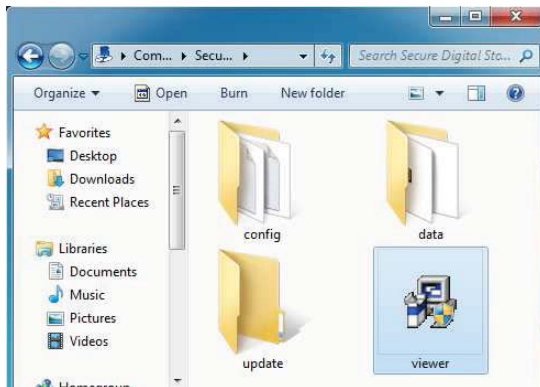 Com... Secu... Search Secure Digital Sto...
Organize Open Burn New folder
Favorites
Desktop
Downloads
Recent Places
Libraries
Documents
Music
Pictures
Videos
Homegroup
config
data
update
viewer